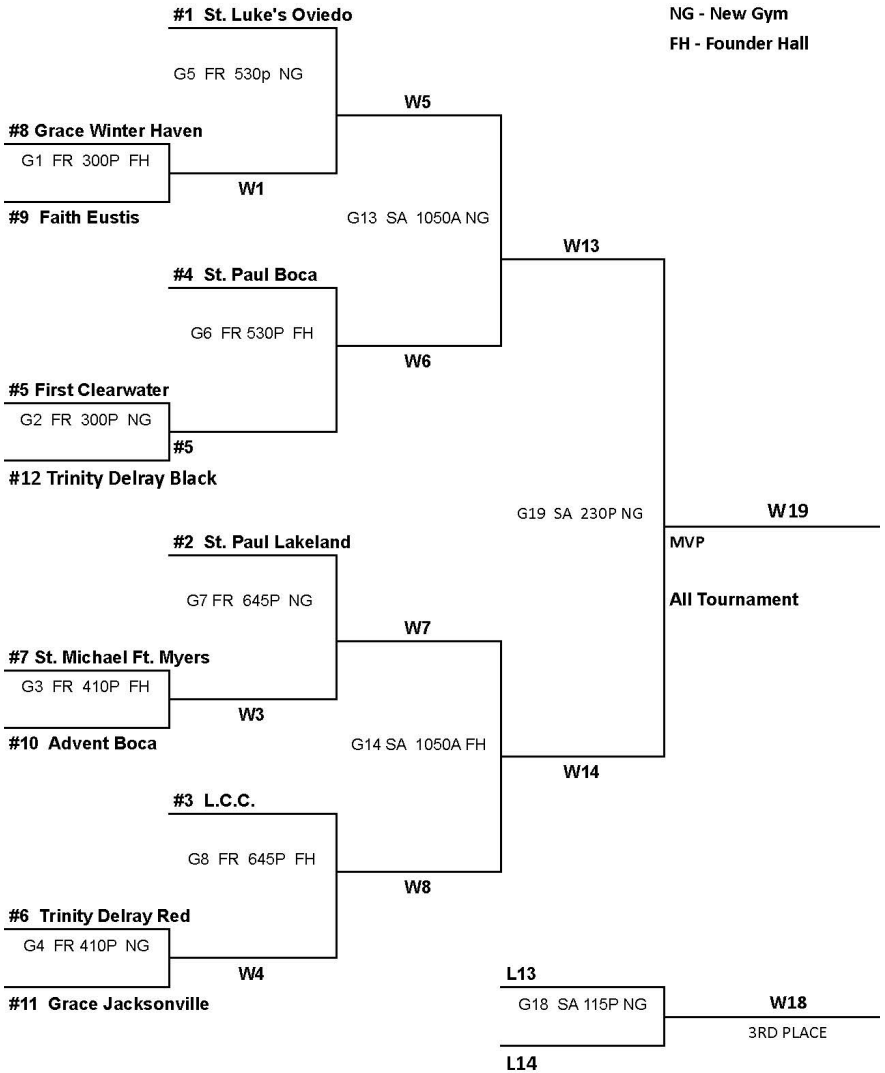 #1 St. Luke's Oviedo
NG - New Gym
FH - Founder Hall
G5 FR 530p NG
W5
#8 Grace Winter Haven
G1 FR 300P FH
W1
#9 Faith Eustis
G13 SA 1050A NG
W13
#4 St. Paul Boca
G6 FR 530P FH
W6
#5 First Clearwater
G2 FR 300P NG
#5
#12 Trinity Delray Black
G19 SA 230P NG
W19
MVP
#2 St. Paul Lakeland
G7 FR 645P NG
All Tournament
W7
#7 St. Michael Ft. Myers
G3 FR 410P FH
W3
#10 Advent Boca
G14 SA 1050A FH
W14
#3 L.C.C.
G8 FR 645P FH
W8
#6 Trinity Delray Red
G4 FR 410P NG
W4
#11 Grace Jacksonville
L13
G18 SA 115P NG
W18
3RD PLACE
L14